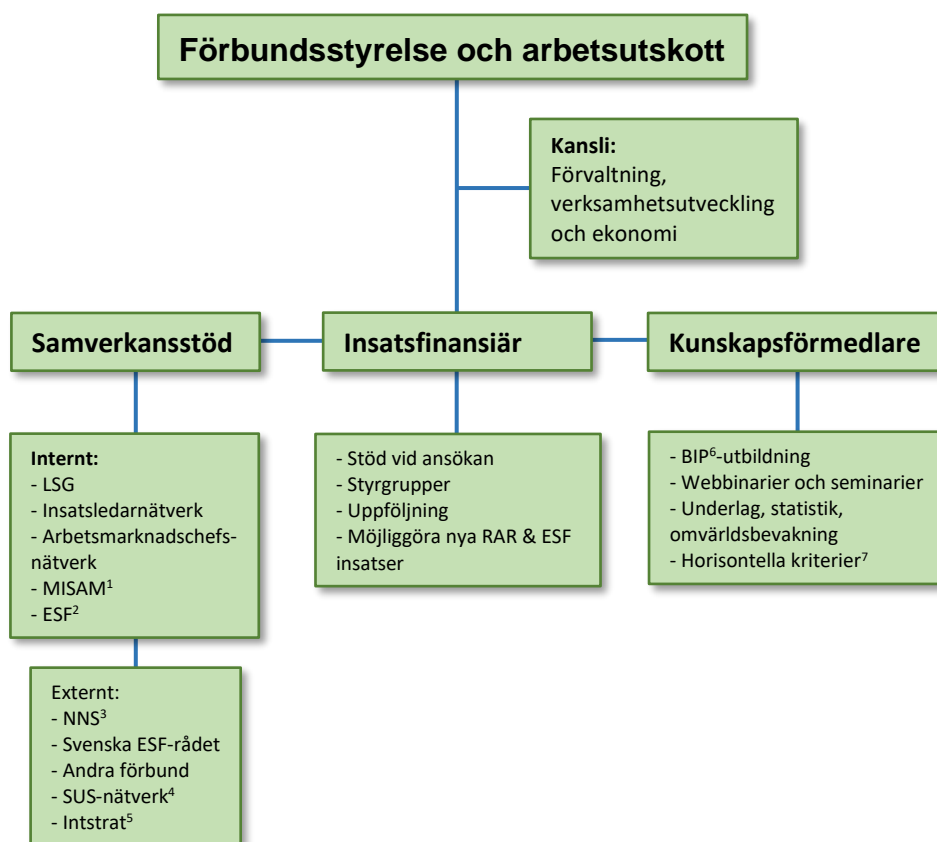 Förbundsstyrelse och arbetsutskott
Kansli:
Förvaltning,
verksamhetsutveckling
och ekonomi
Samverkansstöd
Insatsfinansiär
Kunskapsförmedlare
Internt:
- LSG
- Insatsledarnätverk
- Arbetsmarknadschefs-
nätverk
- MISAM¹
- ESF²
- Stöd vid ansökan
- Styrgrupper
- Uppföljning
- Möjliggöra nya RAR & ESF
insatser
- BIP⁶-utbildning
- Webbinarier och seminarier
- Underlag, statistik,
omvärldsbevakning
- Horisontella kriterier⁷
Externt:
- NNS³
- Svenska ESF-rådet
- Andra förbund
- SUS-nätverk⁴
- Intstrat⁵